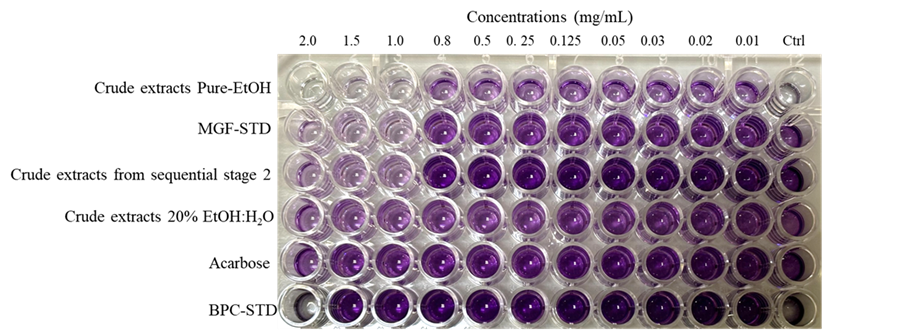 Concentrations (mg/mL)
2.0 1.5 1.0 0.8 0.5 0. 25 0.125 0.05 0.03 0.02 0.01 Ctrl
Crude extracts Pure-EtOH
MGF-STD
Crude extracts from sequential stage 2
Crude extracts 20% EtOH:H₂O
Acarbose
BPC-STD